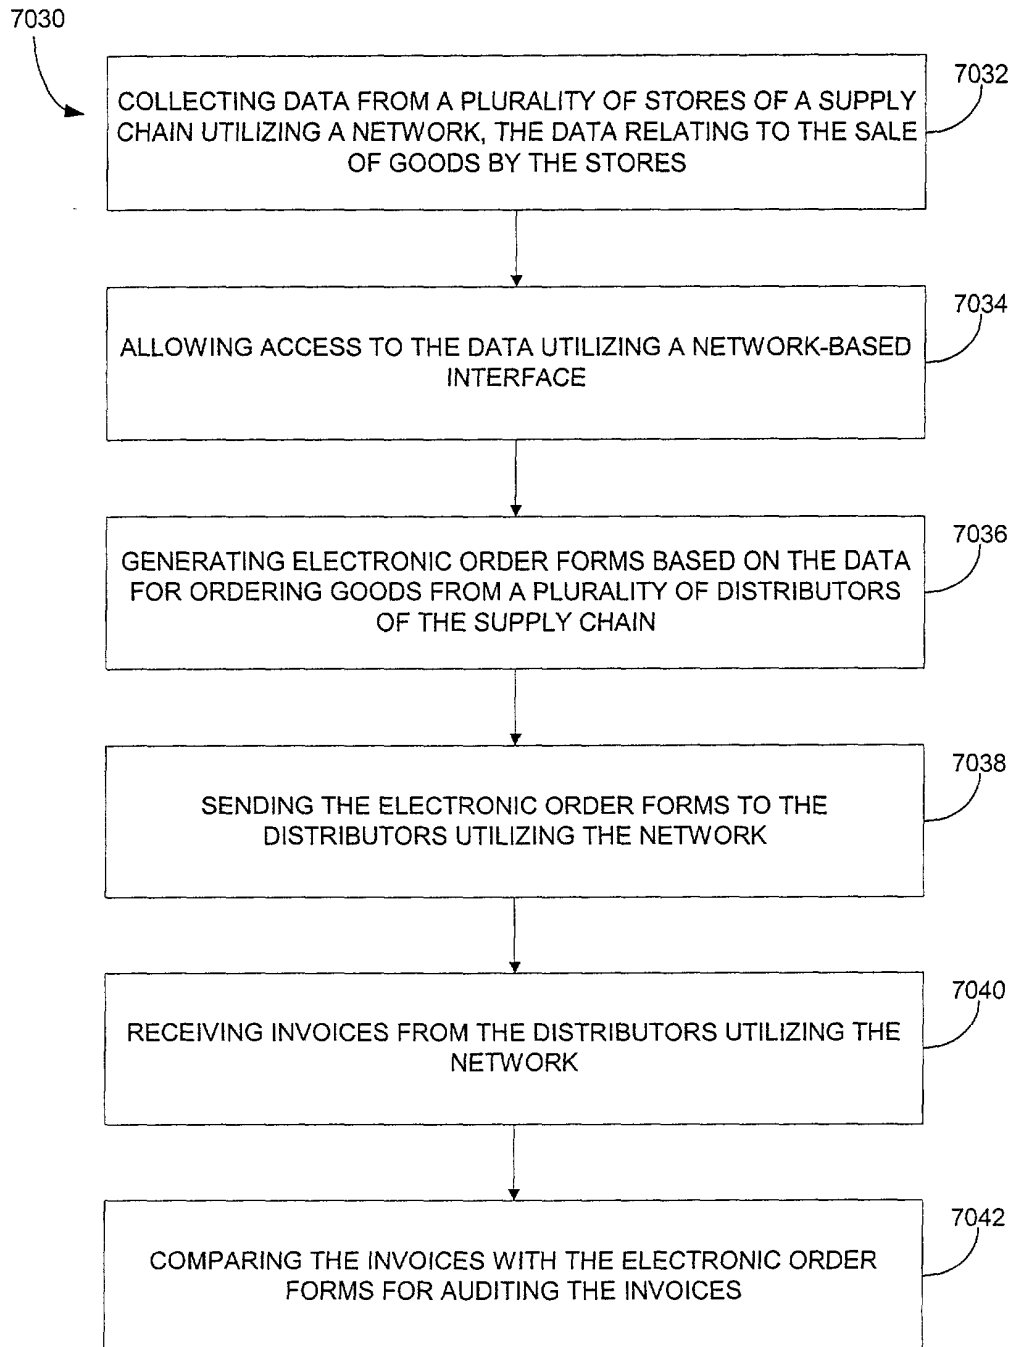 7030
7032
COLLECTING DATA FROM A PLURALITY OF STORES OF A SUPPLY
CHAIN UTILIZING A NETWORK, THE DATA RELATING TO THE SALE
OF GOODS BY THE STORES
7034
ALLOWING ACCESS TO THE DATA UTILIZING A NETWORK-BASED
INTERFACE
7036
GENERATING ELECTRONIC ORDER FORMS BASED ON THE DATA
FOR ORDERING GOODS FROM A PLURALITY OF DISTRIBUTORS
OF THE SUPPLY CHAIN
7038
SENDING THE ELECTRONIC ORDER FORMS TO THE
DISTRIBUTORS UTILIZING THE NETWORK
7040
RECEIVING INVOICES FROM THE DISTRIBUTORS UTILIZING THE
NETWORK
7042
COMPARING THE INVOICES WITH THE ELECTRONIC ORDER
FORMS FOR AUDITING THE INVOICES